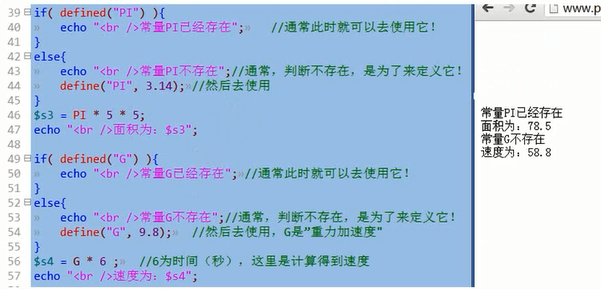 39 if( defined("PI") ){
40 echo "<br />常量PI已经存在"; //通常此时就可以去使用它!
41 }
42 else{
43 echo "<br />常量PI不存在";//通常，判断不存在，是为了来定义它!
44 define("PI", 3.14);//然后去使用
45 }
46 $s3 = PI * 5 * 5;
47 echo "<br />面积为: $s3";
48
49 if( defined("G") ){
50 echo "<br />常量G已经存在"; //通常此时就可以去使用它!
51 }
52 else{
53 echo "<br />常量G不存在";//通常，判断不存在，是为了来定义它!
54 define("G", 9.8); //然后去使用，G是"重力加速度"
55 }
56 $s4 = G * 6 ; //6为时间（秒），这里是计算得到速度
57 echo "<br />速度为: $s4";
www.p
常量PI已经存在
面积为: 78.5
常量G不存在
速度为: 58.8